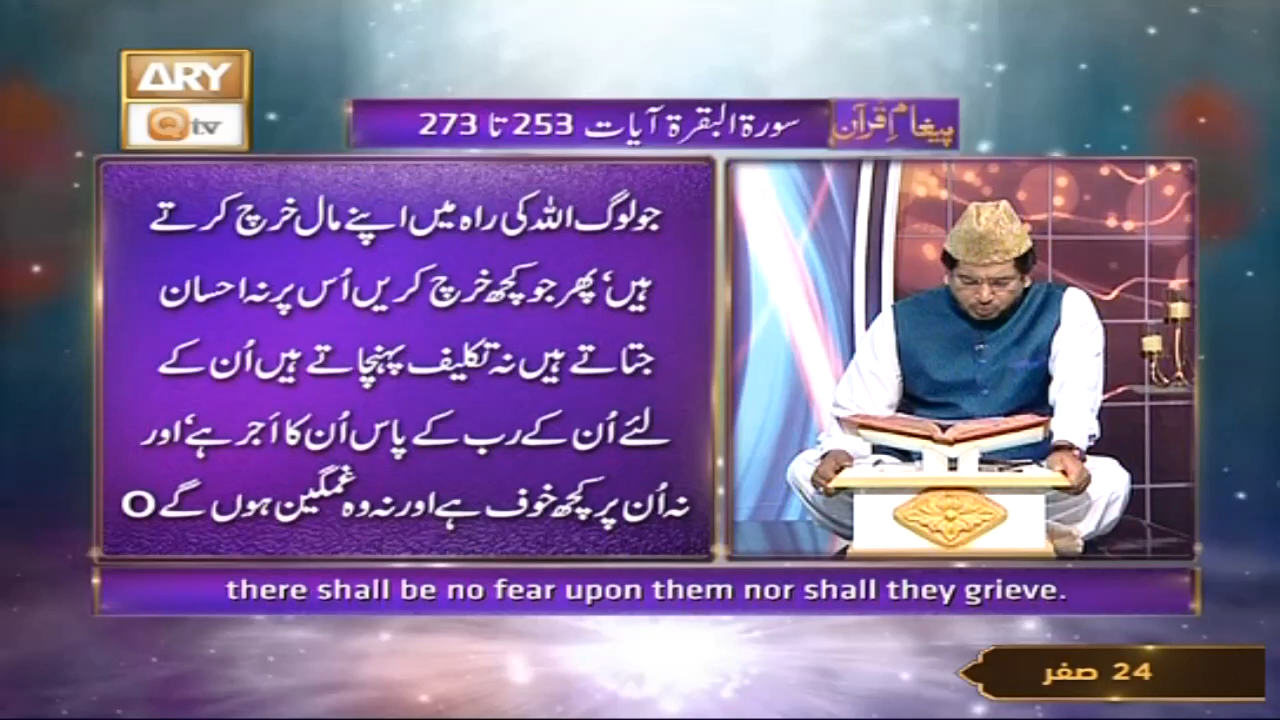 ARY
Qtv
سورۃ البقرۃ آیات 253 تا 273
پیغامِ قرآن
جو لوگ اللہ کی راہ میں اپنے مال خرچ کرتے
ہیں‘ پھر جو کچھ خرچ کریں اُس پر نہ احسان
جتاتے ہیں نہ تکلیف پہنچاتے ہیں اُن کے
لئے اُن کے رب کے پاس اُن کا اَجر ہے‘ اور
نہ اُن پر کچھ خوف ہے اور نہ وہ غمگین ہوں گے O
there shall be no fear upon them nor shall they grieve.
24 صفر